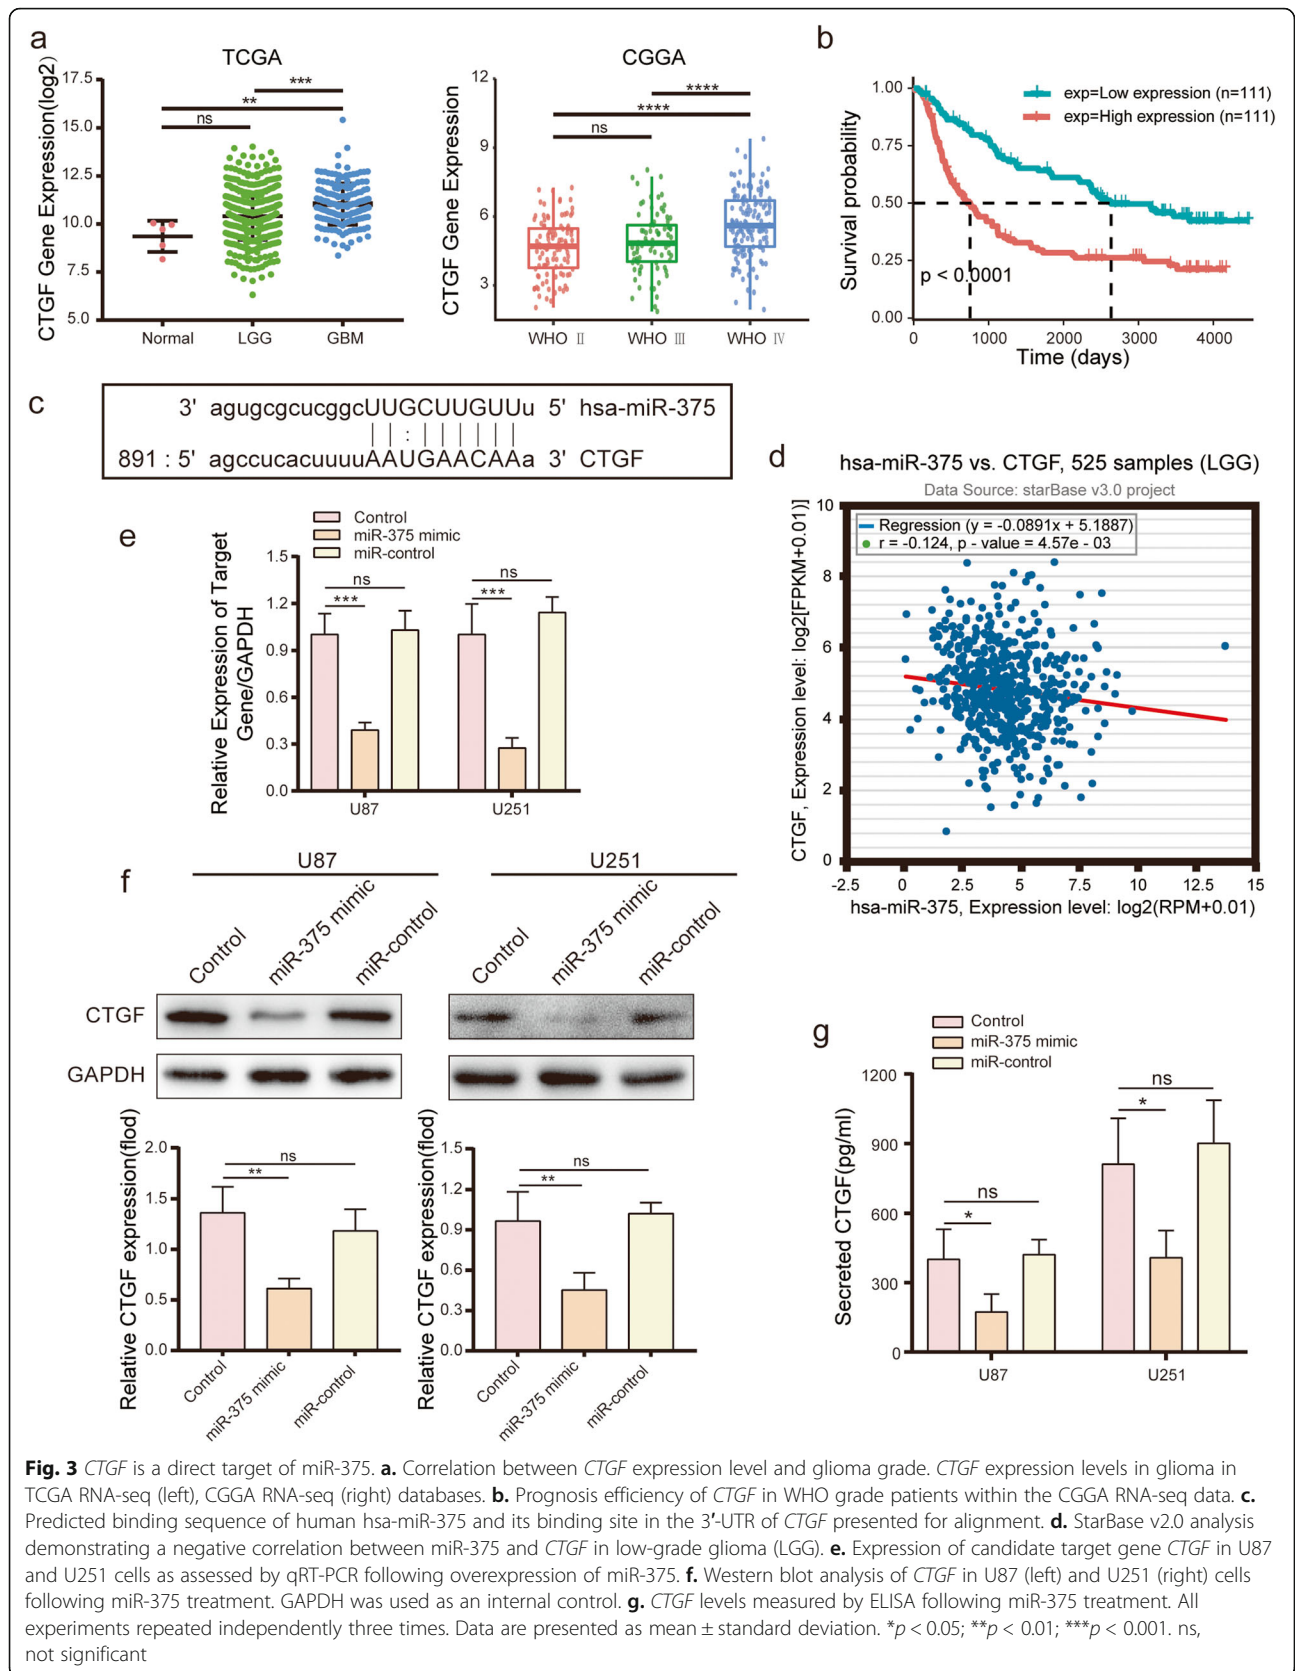 a
TCGA
CTGF Gene Expression(log2)
17.5
15.0
12.5
10.0
7.5
5.0
***
**
ns
Normal
LGG
GBM
CGGA
CTGF Gene Expression
12
9
6
3
****
****
ns
WHO Ⅱ
WHO Ⅲ
WHO Ⅳ
b
Survival probability
1.00
0.75
0.50
0.25
0.00
exp=Low expression (n=111)
exp=High expression (n=111)
p < 0.0001
0
1000
2000
3000
4000
Time (days)
c
3' agugcgcucggcUUGCUUGUUu 5' hsa-miR-375
| | : | | | | | |
891 : 5' agccucacuuuuAAUGAACAAa 3' CTGF
d
hsa-miR-375 vs. CTGF, 525 samples (LGG)
Data Source: starBase v3.0 project
Regression (y = -0.0891x + 5.1887)
r = -0.124, p - value = 4.57e - 03
CTGF, Expression level: log2[FPKM+0.01)]
10
8
6
4
2
0
-2.5
0
2.5
5
7.5
10
12.5
15
hsa-miR-375, Expression level: log2(RPM+0.01)
e
Control
miR-375 mimic
miR-control
Relative Expression of Target
Gene/GAPDH
1.5
1.2
0.9
0.6
0.3
0.0
ns
***
ns
***
U87
U251
f
U87
U251
Control
miR-375 mimic
miR-control
Control
miR-375 mimic
miR-control
CTGF
GAPDH
Relative CTGF expression(flod)
2.0
1.5
1.0
0.5
0.0
ns
**
Control
miR-375 mimic
miR-control
Relative CTGF expression(flod)
1.5
1.2
0.9
0.6
0.3
0.0
ns
**
Control
miR-375 mimic
miR-control
g
Control
miR-375 mimic
miR-control
Secreted CTGF(pg/ml)
1200
900
600
300
0
ns
*
ns
*
U87
U251
Fig. 3 CTGF is a direct target of miR-375. a. Correlation between CTGF expression level and glioma grade. CTGF expression levels in glioma in
TCGA RNA-seq (left), CGGA RNA-seq (right) databases. b. Prognosis efficiency of CTGF in WHO grade patients within the CGGA RNA-seq data. c.
Predicted binding sequence of human hsa-miR-375 and its binding site in the 3′-UTR of CTGF presented for alignment. d. StarBase v2.0 analysis
demonstrating a negative correlation between miR-375 and CTGF in low-grade glioma (LGG). e. Expression of candidate target gene CTGF in U87
and U251 cells as assessed by qRT-PCR following overexpression of miR-375. f. Western blot analysis of CTGF in U87 (left) and U251 (right) cells
following miR-375 treatment. GAPDH was used as an internal control. g. CTGF levels measured by ELISA following miR-375 treatment. All
experiments repeated independently three times. Data are presented as mean ± standard deviation. *p < 0.05; **p < 0.01; ***p < 0.001. ns,
not significant